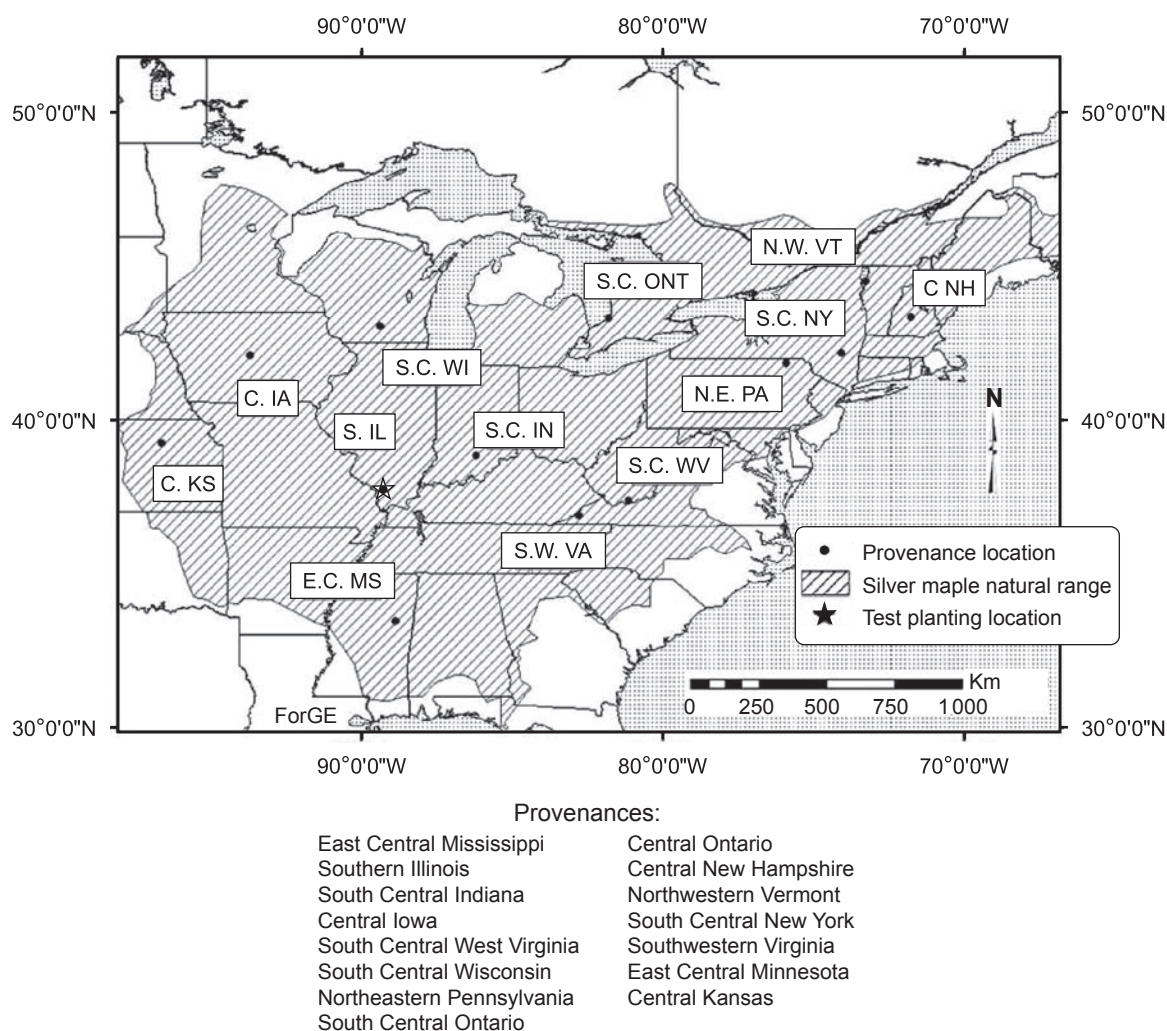 90°0'0"W 80°0'0"W 70°0'0"W
50°0'0"N 50°0'0"N
N.W. VT
S.C. ONT C NH
S.C. NY
S.C. WI
N.E. PA
C. IA
N
40°0'0"N 40°0'0"N
S. IL S.C. IN
S.C. WV
C. KS
S.W. VA
Provenance location
E.C. MS
Silver maple natural range
Test planting location
Km
ForGE
0 250 500 750 1000
30°0'0"N 30°0'0"N
90°0'0"W 80°0'0"W 70°0'0"W
Provenances:
East Central Mississippi
Southern Illinois
South Central Indiana
Central Iowa
South Central West Virginia
South Central Wisconsin
Northeastern Pennsylvania
South Central Ontario
Central Ontario
Central New Hampshire
Northwestern Vermont
South Central New York
Southwestern Virginia
East Central Minnesota
Central Kansas